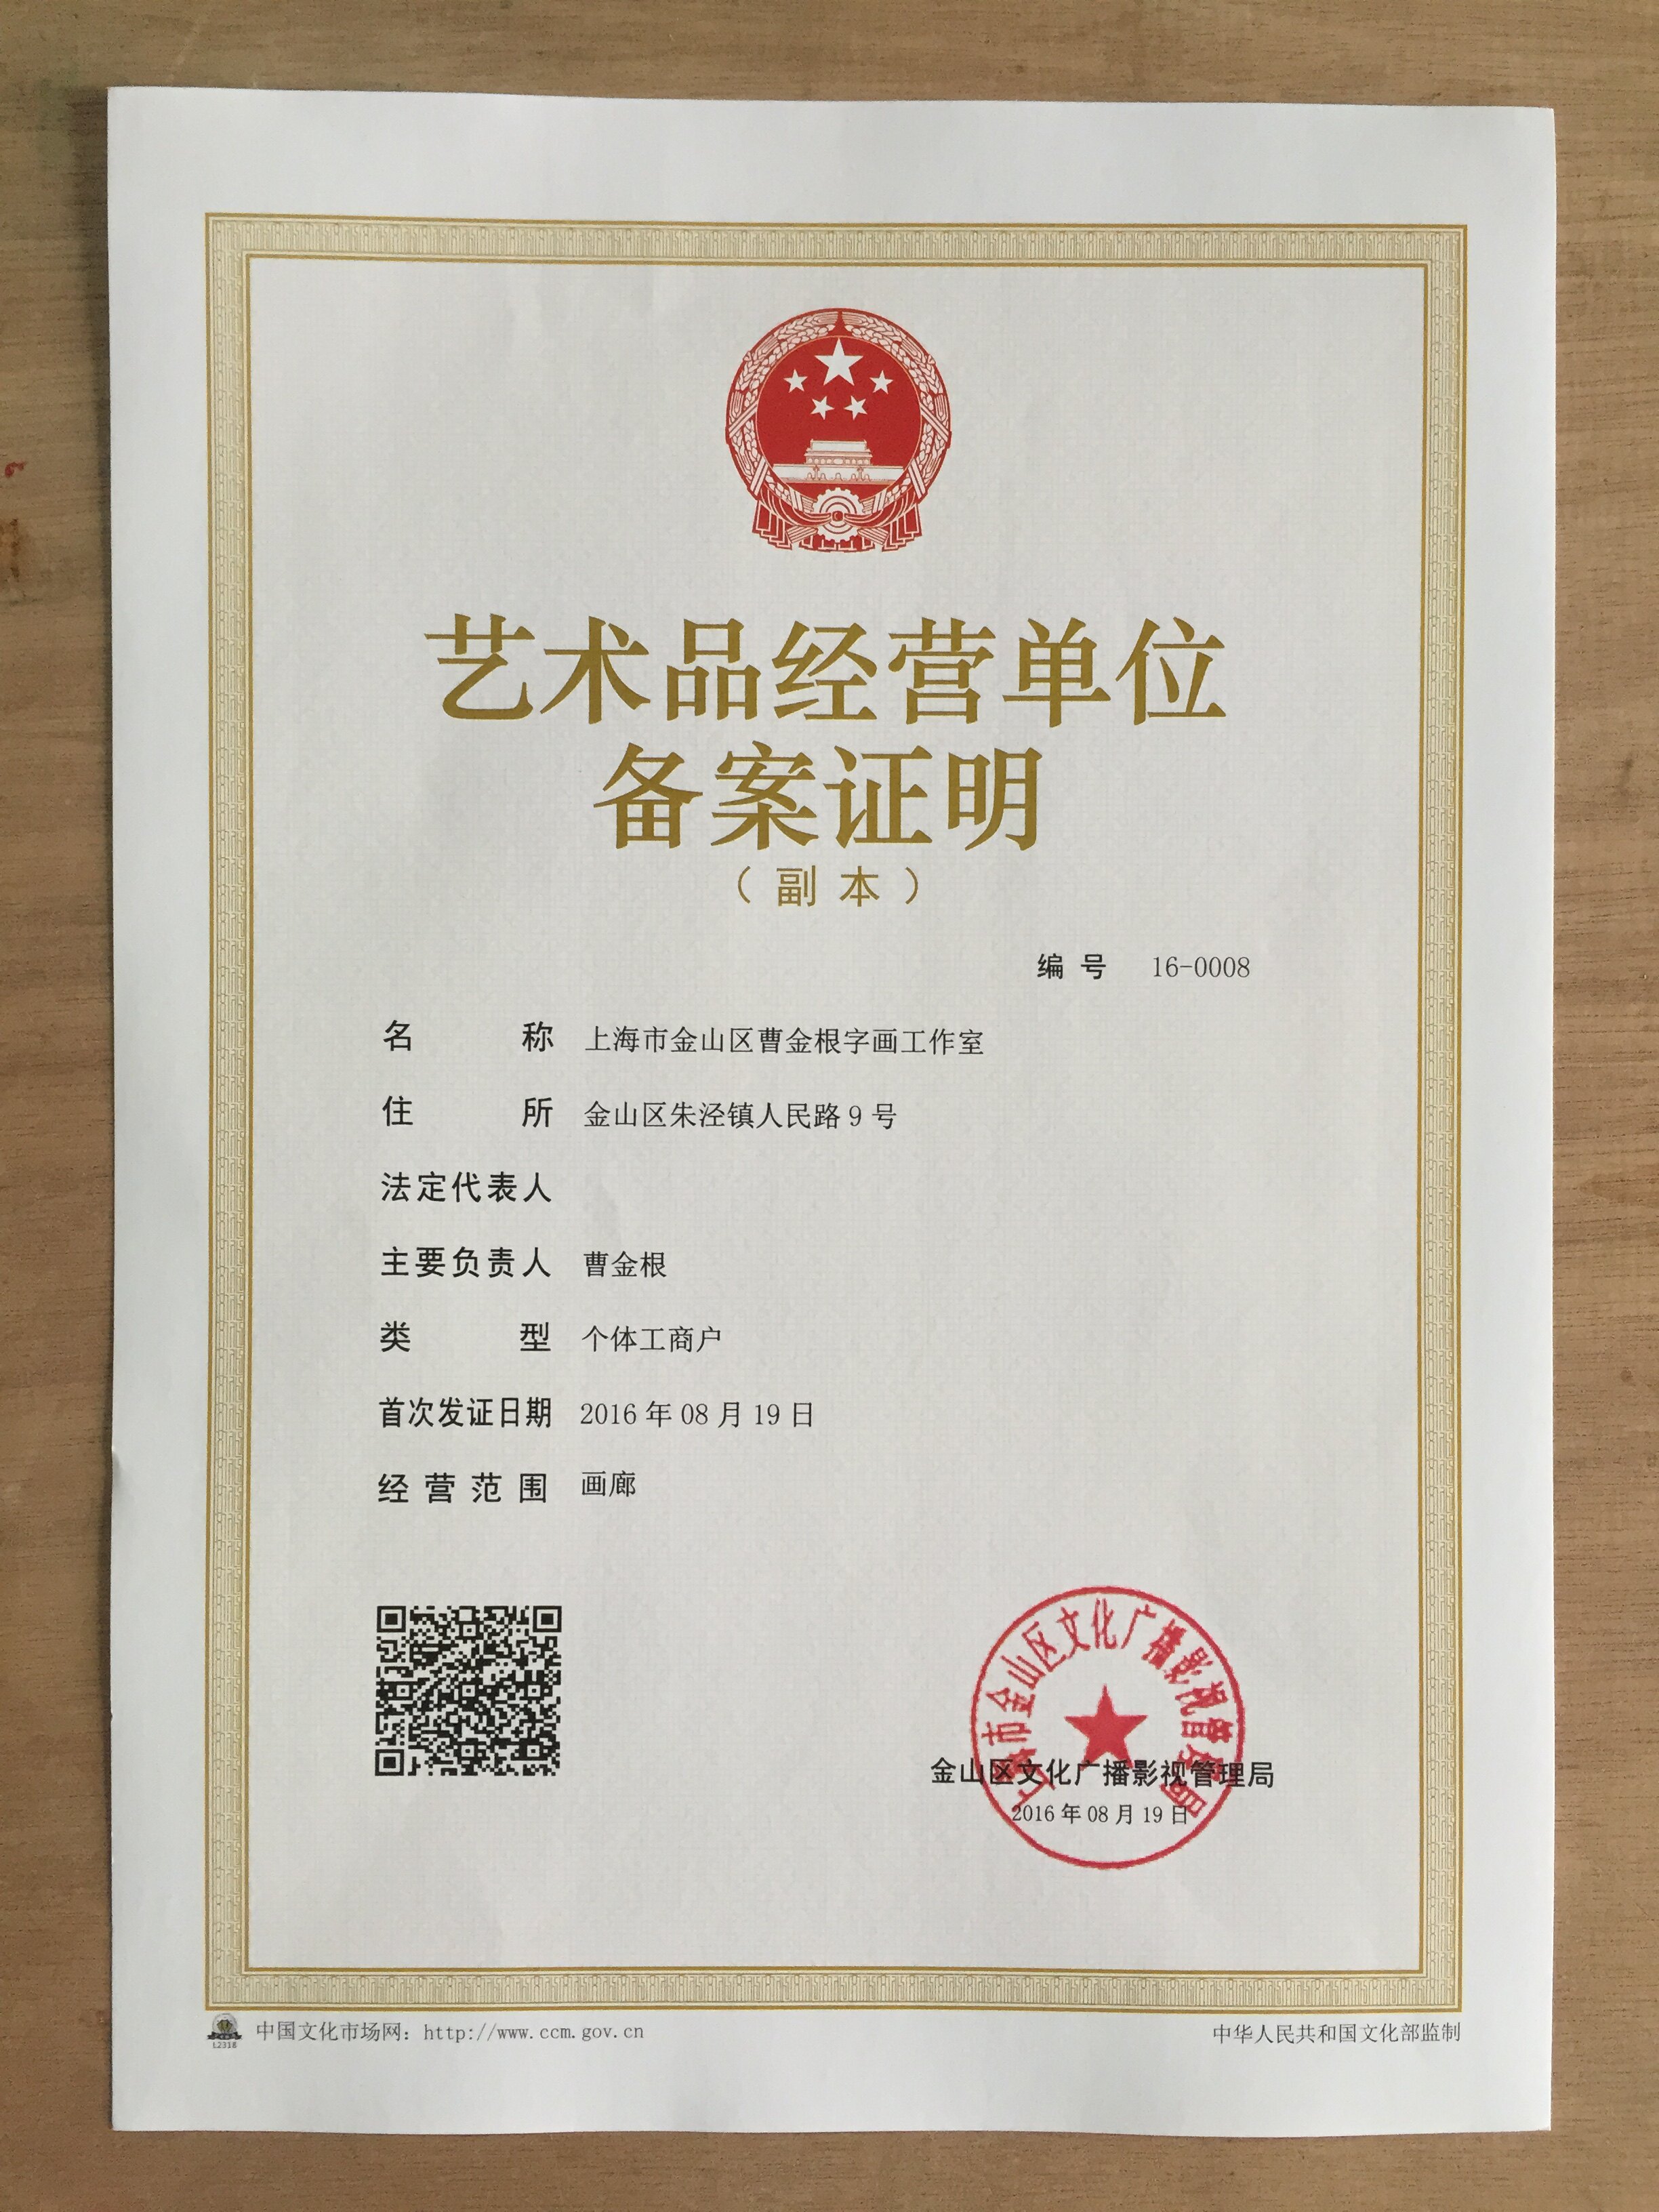 艺术品经营单位
备案证明
（副本）
编号 16-0008
名称 上海市金山区曹金根字画工作室
住所 金山区朱泾镇人民路9号
法定代表人
主要负责人 曹金根
类型 个体工商户
首次发证日期 2016年08月19日
经营范围 画廊
上海市金山区文化广播影视管理局
金山区文化广播影视管理局
2016年08月19日
L2318
中国文化市场网：http://www.ccm.gov.cn
中华人民共和国文化部监制